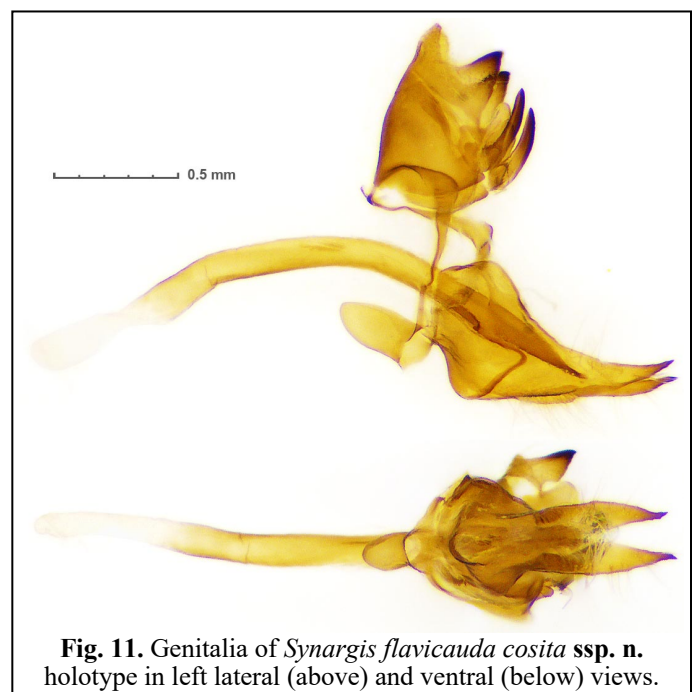 0.5 mm
Fig. 11. Genitalia of Synargis flavicauda cosita ssp. n.
holotype in left lateral (above) and ventral (below) views.